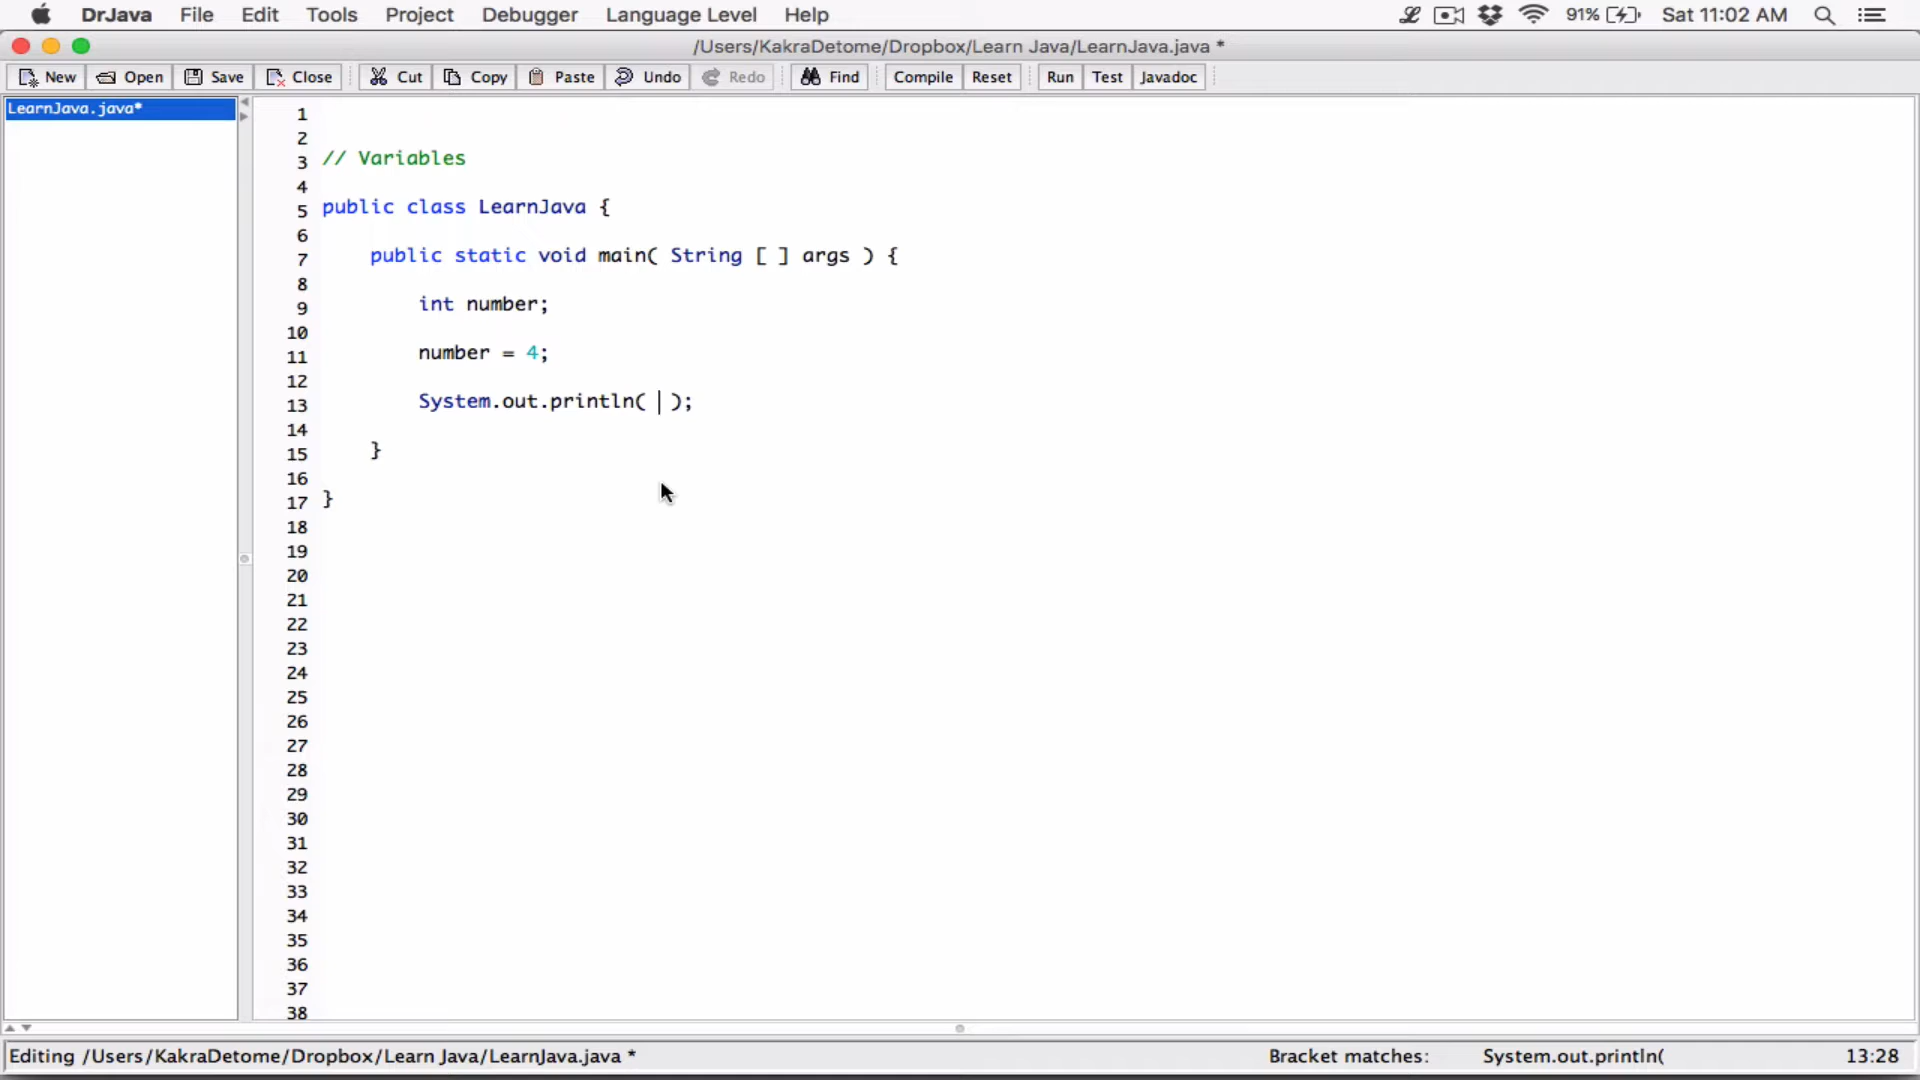 DrJava File Edit Tools Project Debugger Language Level Help 91% Sat 11:02 AM
/Users/KakraDetome/Dropbox/Learn Java/LearnJava.java *
New Open Save Close Cut Copy Paste Undo Redo Find Compile Reset Run Test Javadoc
LearnJava.java*
1
2
3 // Variables
4
5 public class LearnJava {
6
7 public static void main( String [ ] args ) {
8
9 int number;
10
11 number = 4;
12
13 System.out.println( );
14
15 }
16
17 }
18
19
20
21
22
23
24
25
26
27
28
29
30
31
32
33
34
35
36
37
38
Editing /Users/KakraDetome/Dropbox/Learn Java/LearnJava.java * Bracket matches: System.out.println( 13:28